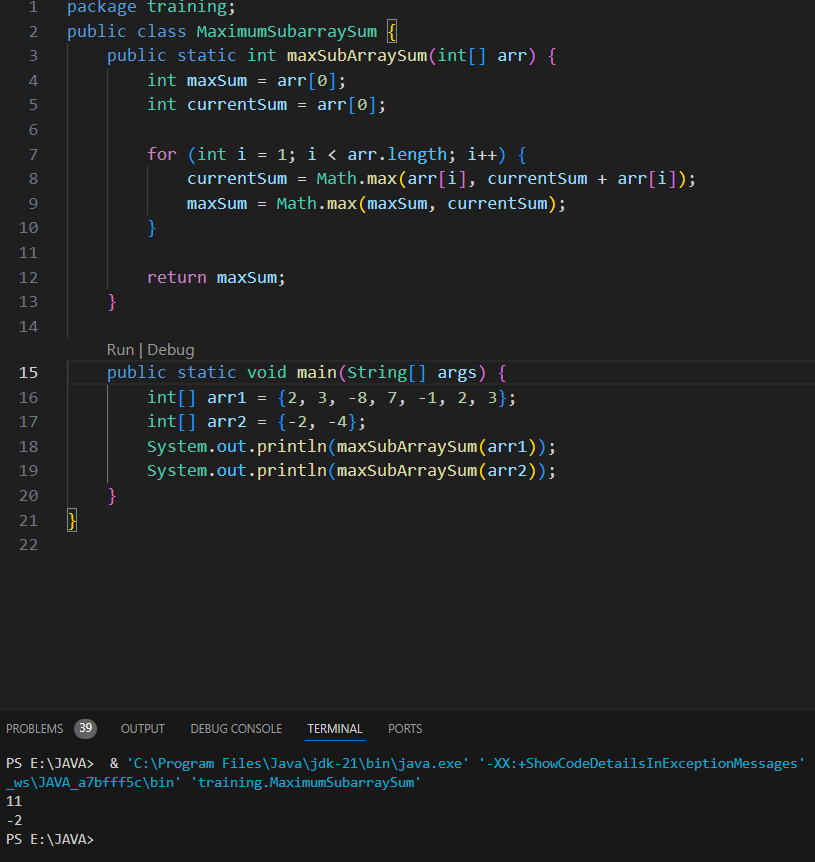 1 package training;
2 public class MaximumSubarraySum {
3     public static int maxSubArraySum(int[] arr) {
4         int maxSum = arr[0];
5         int currentSum = arr[0];
6
7         for (int i = 1; i < arr.length; i++) {
8             currentSum = Math.max(arr[i], currentSum + arr[i]);
9             maxSum = Math.max(maxSum, currentSum);
10         }
11
12         return maxSum;
13     }
14
Run | Debug
15     public static void main(String[] args) {
16         int[] arr1 = {2, 3, -8, 7, -1, 2, 3};
17         int[] arr2 = {-2, -4};
18         System.out.println(maxSubArraySum(arr1));
19         System.out.println(maxSubArraySum(arr2));
20     }
21 }
22
PROBLEMS 39 OUTPUT DEBUG CONSOLE TERMINAL PORTS
PS E:\JAVA>  & 'C:\Program Files\Java\jdk-21\bin\java.exe' '-XX:+ShowCodeDetailsInExceptionMessages'
_ws\JAVA_a7bfff5c\bin' 'training.MaximumSubarraySum'
11
-2
PS E:\JAVA>